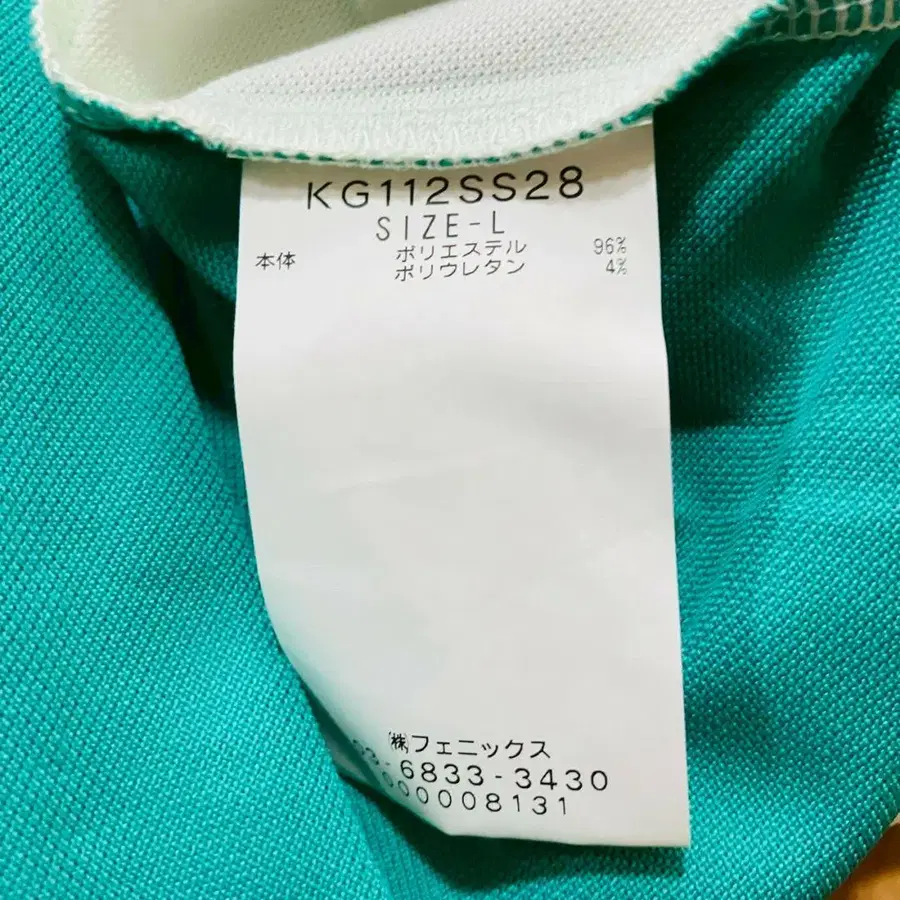 KG112SS28
SIZE-L
本体 ポリエステル 96%
ポリウレタン 4%
㈱フェニックス
03-6833-3430
000008131